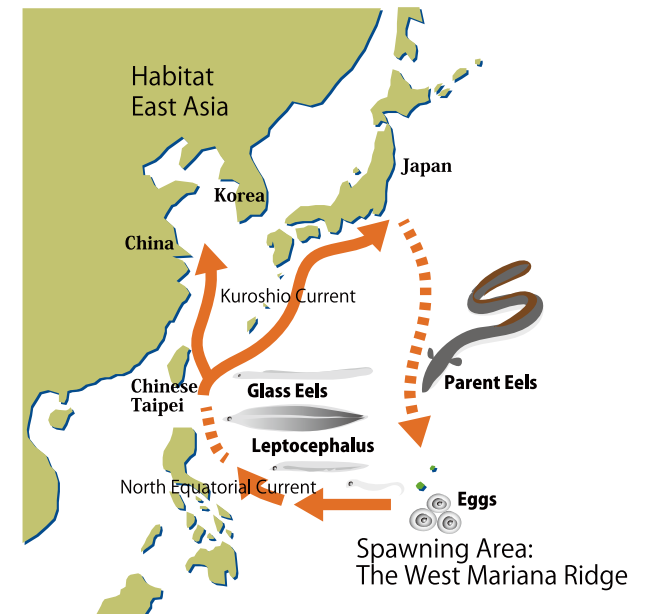 Habitat
East Asia
Japan
Korea
China
Kuroshio Current
Chinese
Taipei
Glass Eels
Parent Eels
Leptocephalus
North Equatorial Current
Eggs
Spawning Area:
The West Mariana Ridge